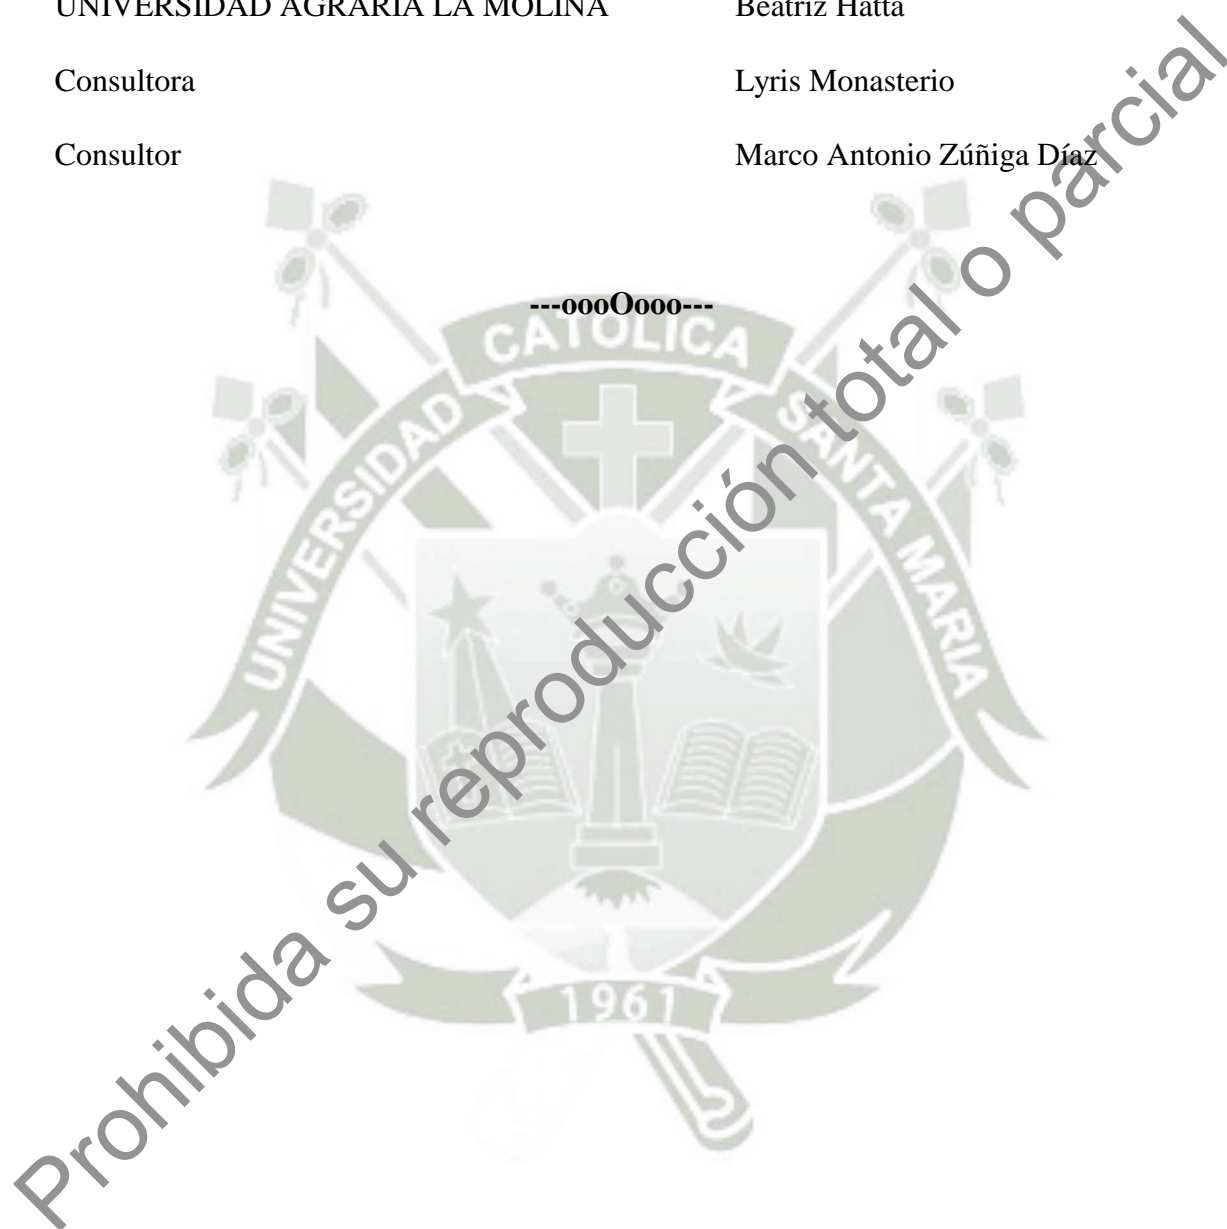 UNIVERSIDAD AGRARIA LA MOLINA Beatriz Hatta
Consultora Lyris Monasterio
Consultor Marco Antonio Zúñiga Díaz
---oooOooo---
UNIVERSIDAD CATOLICA SANTA MARIA
1961
Prohibida su reproducción total o parcial